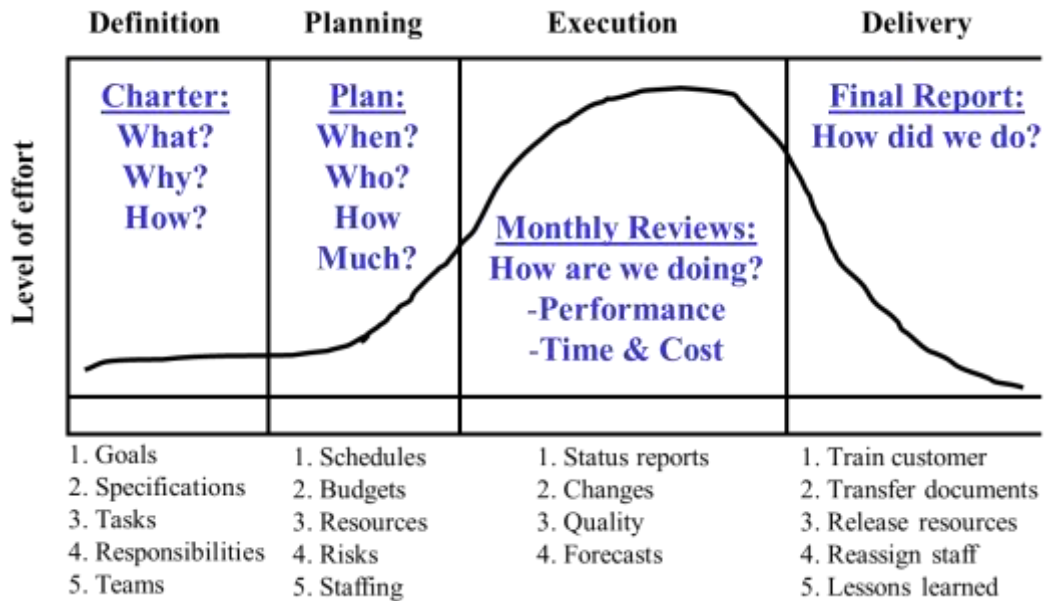 Definition
Planning
Execution
Delivery
Level of effort
Charter:
What?
Why?
How?
Plan:
When?
Who?
How
Much?
Monthly Reviews:
How are we doing?
-Performance
-Time & Cost
Final Report:
How did we do?
1. Goals
2. Specifications
3. Tasks
4. Responsibilities
5. Teams
1. Schedules
2. Budgets
3. Resources
4. Risks
5. Staffing
1. Status reports
2. Changes
3. Quality
4. Forecasts
1. Train customer
2. Transfer documents
3. Release resources
4. Reassign staff
5. Lessons learned